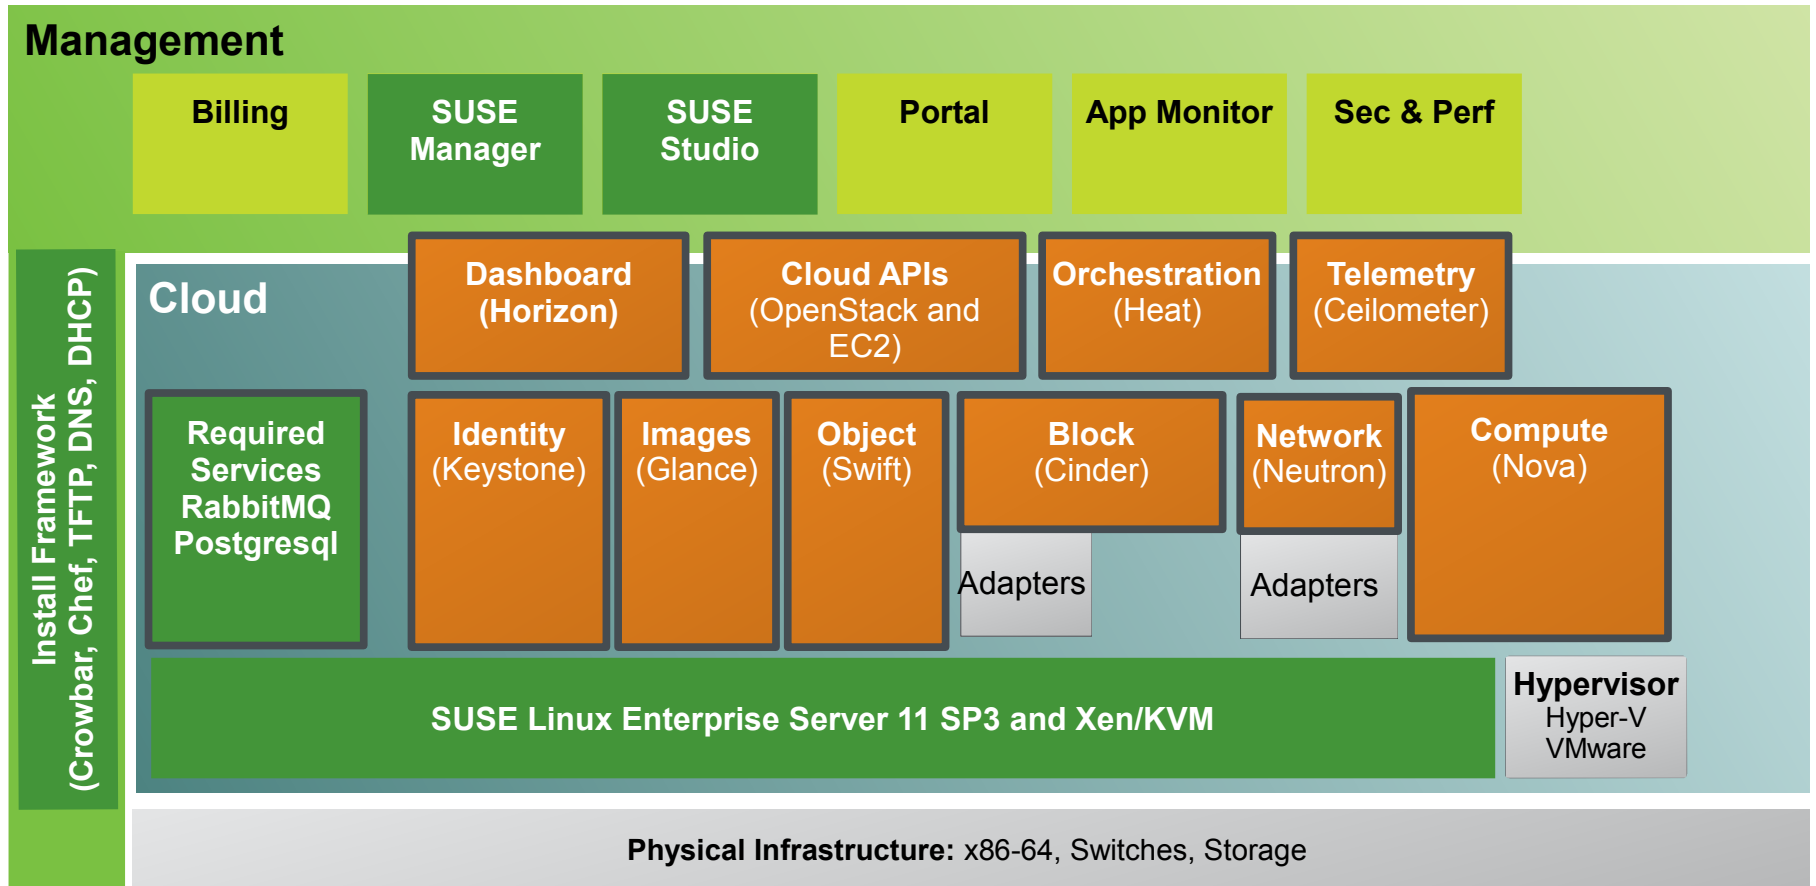 Management
Billing
SUSE
Manager
SUSE
Studio
Portal
App Monitor
Sec & Perf
Install Framework
(Crowbar, Chef, TFTP, DNS, DHCP)
Cloud
Dashboard
(Horizon)
Cloud APIs
(OpenStack and
EC2)
Orchestration
(Heat)
Telemetry
(Ceilometer)
Required
Services
RabbitMQ
Postgresql
Identity
(Keystone)
Images
(Glance)
Object
(Swift)
Block
(Cinder)
Adapters
Network
(Neutron)
Adapters
Compute
(Nova)
SUSE Linux Enterprise Server 11 SP3 and Xen/KVM
Hypervisor
Hyper-V
VMware
Physical Infrastructure: x86-64, Switches, Storage